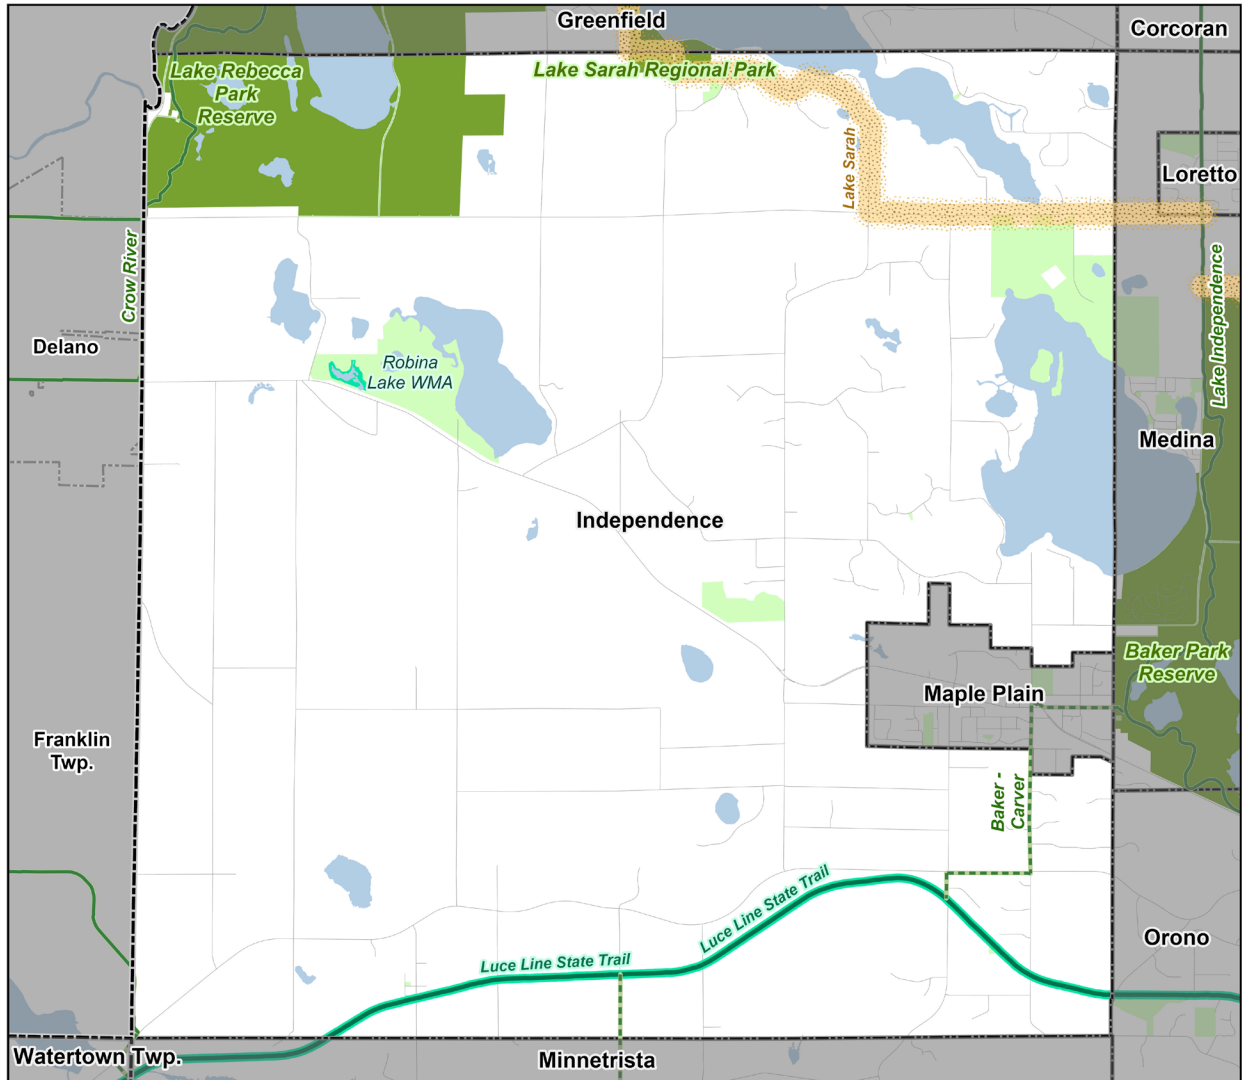 Greenfield
Corcoran
Lake Rebecca
Park
Reserve
Lake Sarah Regional Park
Lake Sarah
Loretto
Crow River
Lake Independence
Delano
Robina
Lake WMA
Medina
Independence
Baker Park
Reserve
Maple Plain
Franklin
Twp.
Baker -
Carver
Luce Line State Trail
Luce Line State Trail
Orono
Watertown Twp.
Minnetrista